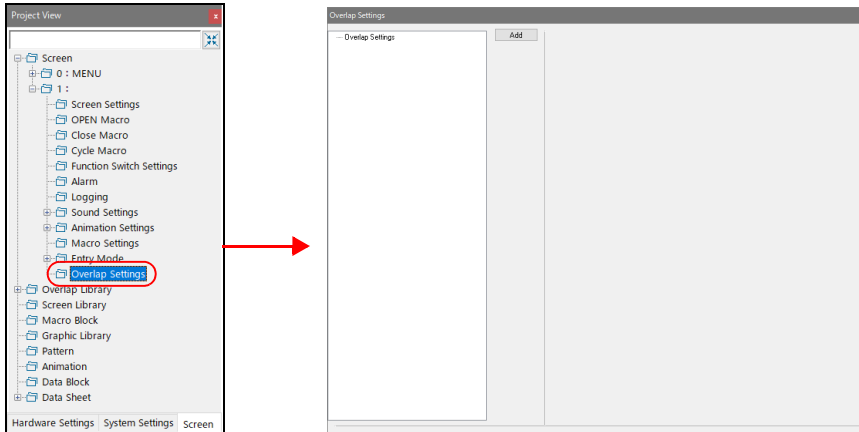 Project View
x
Screen
0 : MENU
1 :
Screen Settings
OPEN Macro
Close Macro
Cycle Macro
Function Switch Settings
Alarm
Logging
Sound Settings
Animation Settings
Macro Settings
Entry Mode
Overlap Settings
Overlap Library
Screen Library
Macro Block
Graphic Library
Pattern
Animation
Data Block
Data Sheet
Hardware Settings System Settings Screen
Overlap Settings
Overlap Settings
Add